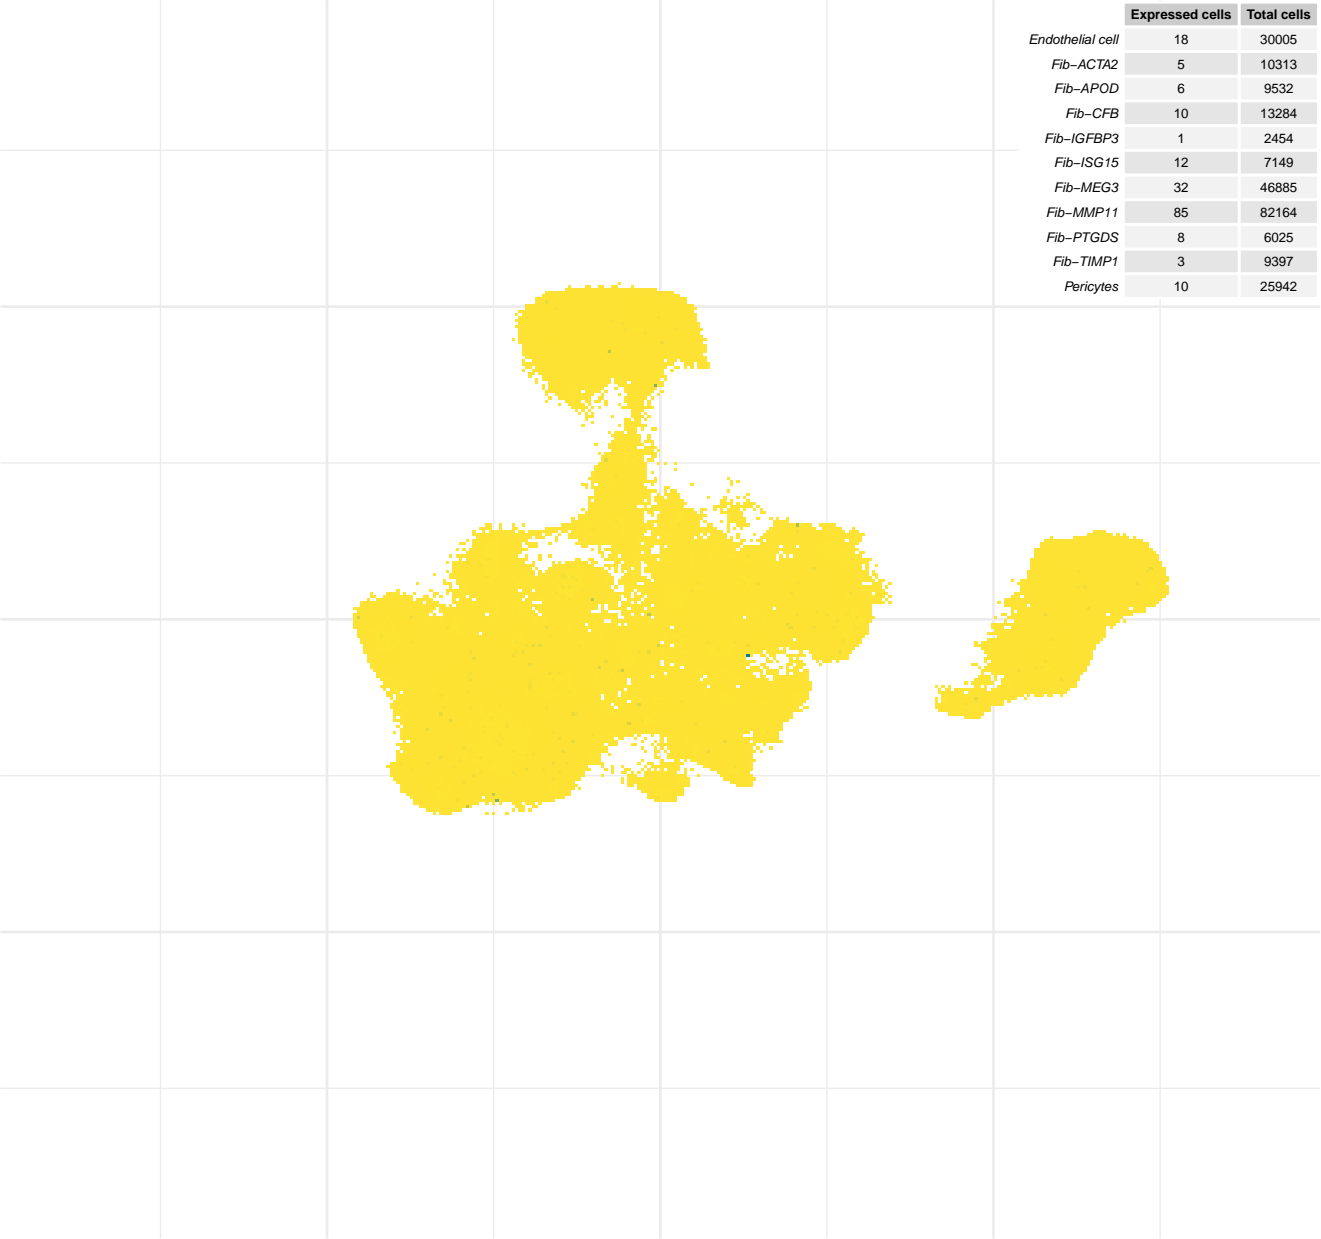 Expressed cells Total cells
Endothelial cell 18 30005
Fib−ACTA2 5 10313
Fib−APOD 6 9532
Fib−CFB 10 13284
Fib−IGFBP3 1 2454
Fib−ISG15 12 7149
Fib−MEG3 32 46885
Fib−MMP11 85 82164
Fib−PTGDS 8 6025
Fib−TIMP1 3 9397
Pericytes 10 25942